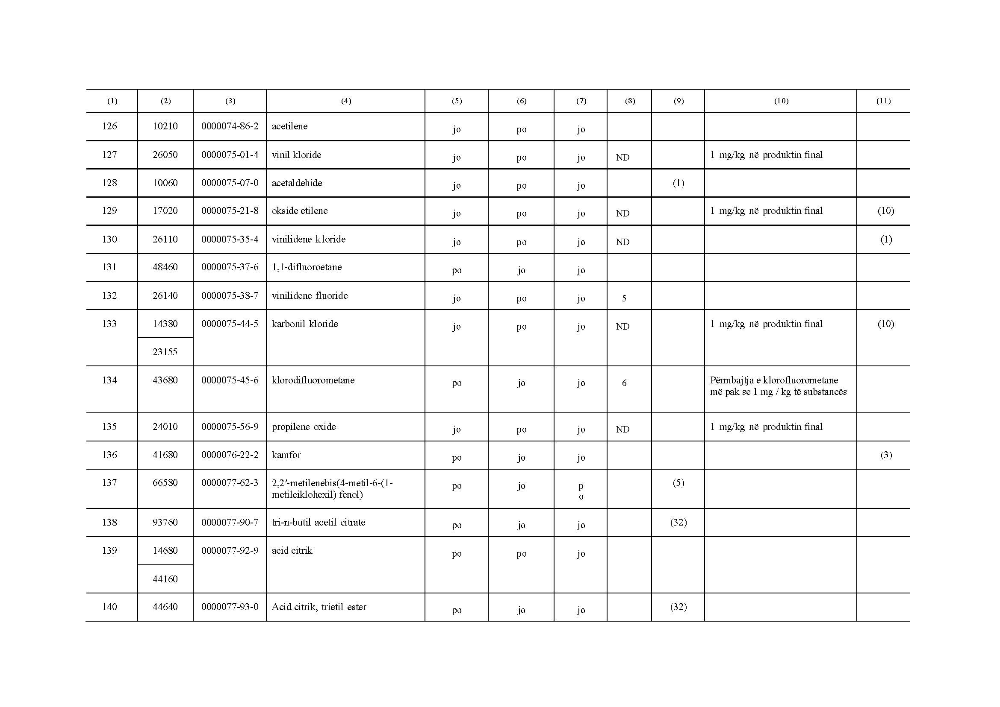 (1) (2) (3) (4) (5) (6) (7) (8) (9) (10) (11)
126 10210 0000074-86-2 acetilene jo po jo
127 26050 0000075-01-4 vinil kloride jo po jo ND 1 mg/kg në produktin final
128 10060 0000075-07-0 acetaldehide jo po jo (1)
129 17020 0000075-21-8 okside etilene jo po jo ND 1 mg/kg në produktin final (10)
130 26110 0000075-35-4 vinilidene kloride jo po jo ND (1)
131 48460 0000075-37-6 1,1-difluoroetane po jo jo
132 26140 0000075-38-7 vinilidene fluoride jo po jo 5
133 14380 0000075-44-5 karbonil kloride jo po jo ND 1 mg/kg në produktin final (10)
23155
134 43680 0000075-45-6 klorodifluorometane po jo jo 6 Përmbajtja e klorofluorometane
më pak se 1 mg / kg të substancës
135 24010 0000075-56-9 propilene oxide jo po jo ND 1 mg/kg në produktin final
136 41680 0000076-22-2 kamfor po jo jo (3)
137 66580 0000077-62-3 2,2′-metilenebis(4-metil-6-(1- po jo p (5)
metilciklohexil) fenol) o
138 93760 0000077-90-7 tri-n-butil acetil citrate po jo jo (32)
139 14680 0000077-92-9 acid citrik po po jo
44160
140 44640 0000077-93-0 Acid citrik, trietil ester po jo jo (32)